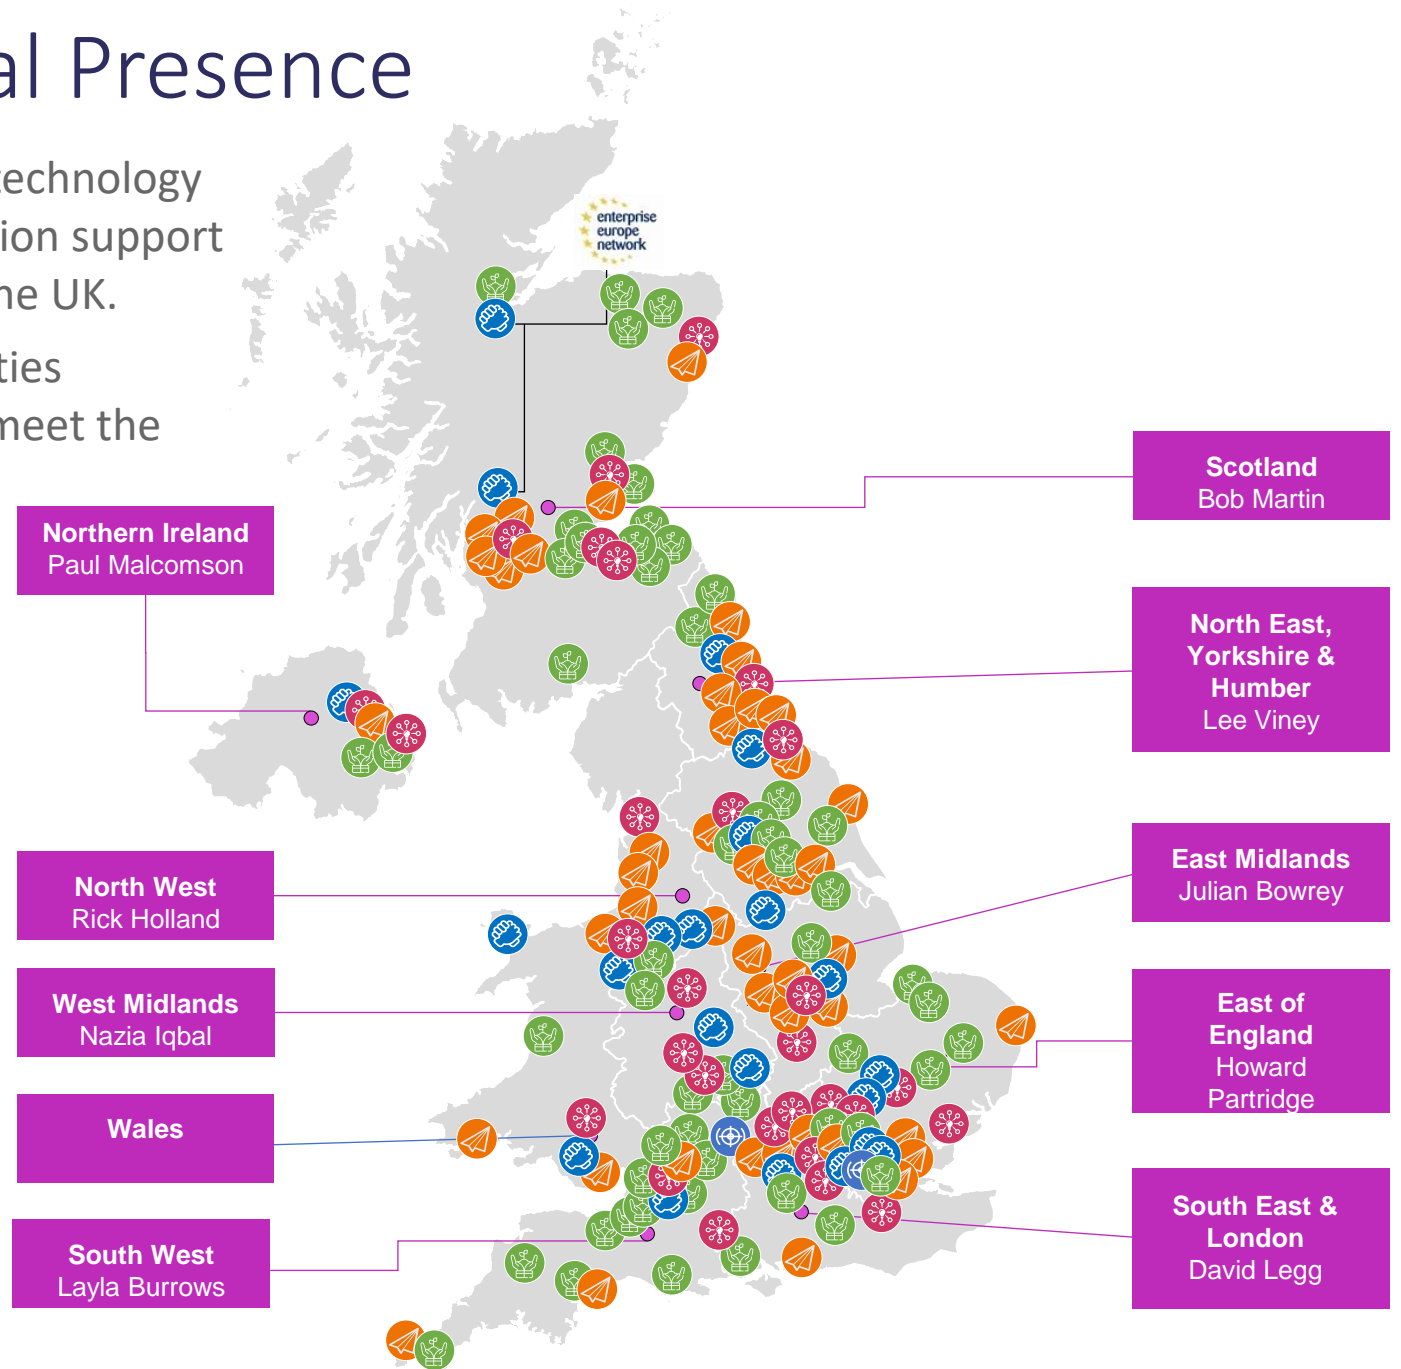 al Presence
technology
ion support
he UK.
ties
meet the
enterprise
europe
network
Scotland
Bob Martin
Northern Ireland
Paul Malcomson
North East,
Yorkshire &
Humber
Lee Viney
East Midlands
Julian Bowrey
North West
Rick Holland
West Midlands
Nazia Iqbal
East of
England
Howard
Partridge
Wales
South East &
London
David Legg
South West
Layla Burrows